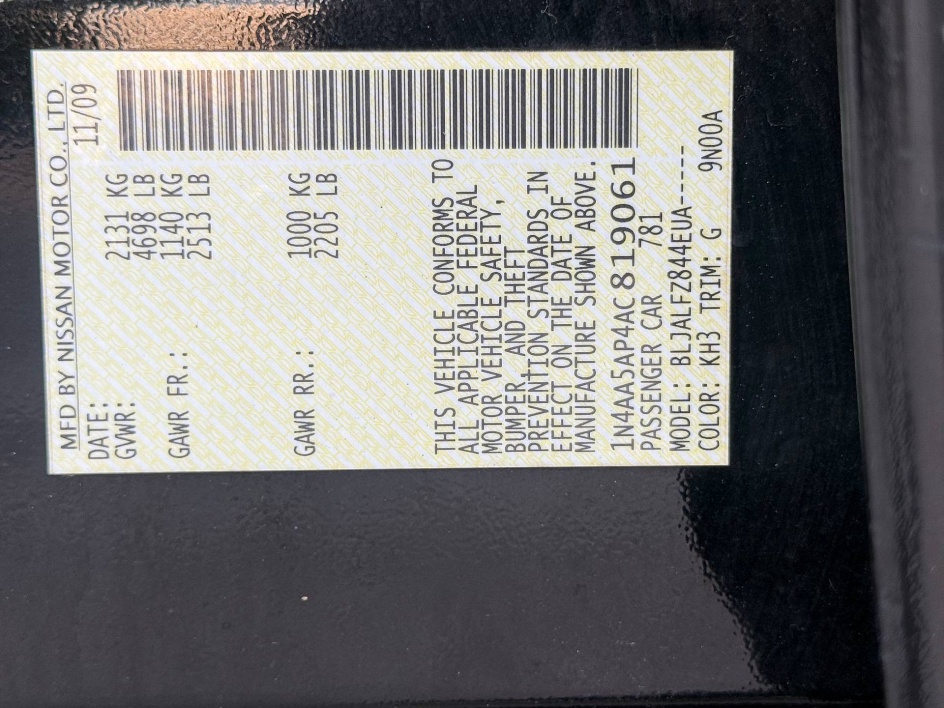 MFD BY NISSAN MOTOR CO., LTD.
DATE: 11/09
GVWR: 2131 KG
4698 LB
GAWR FR.: 1140 KG
2513 LB
GAWR RR.: 1000 KG
2205 LB
THIS VEHICLE CONFORMS TO
ALL APPLICABLE FEDERAL
MOTOR VEHICLE SAFETY,
BUMPER AND THEFT
PREVENTION STANDARDS IN
EFFECT ON THE DATE OF
MANUFACTURE SHOWN ABOVE.
1N4AA5AP4AC819061
PASSENGER CAR 781
MODEL: BLJALFZ844EUA-----
COLOR: KH3 TRIM: G 9N00A